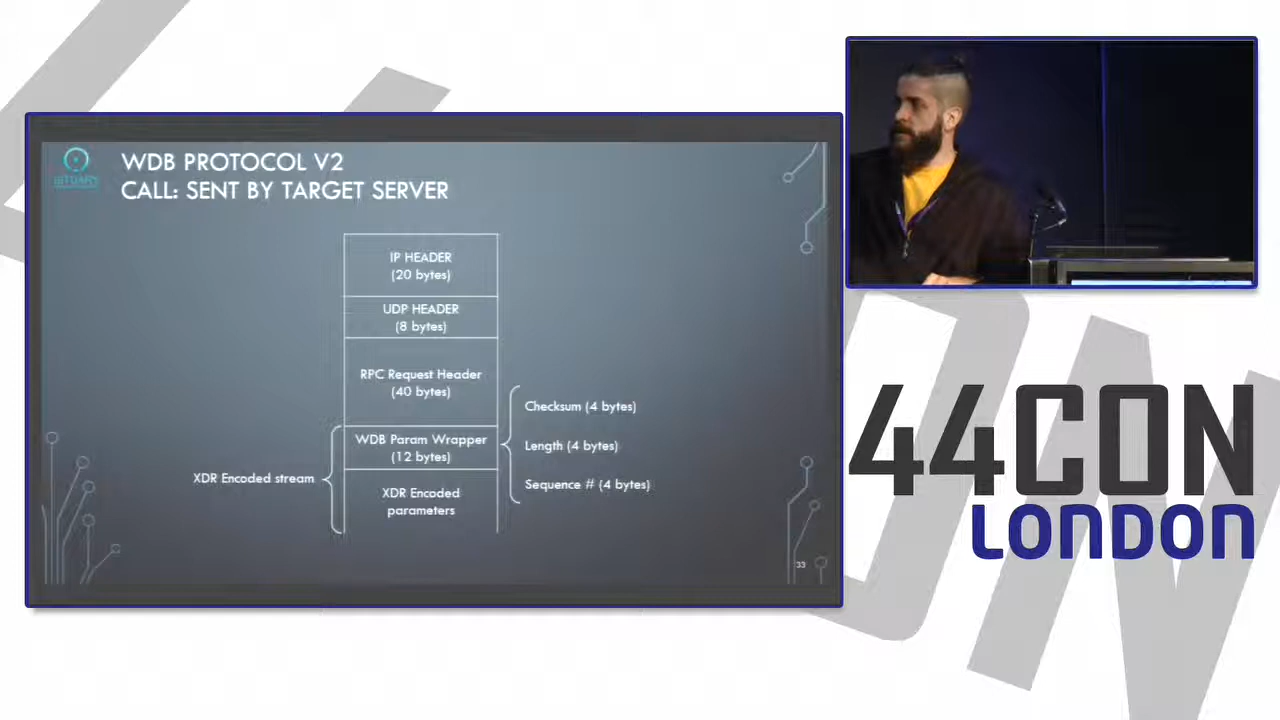 WDB PROTOCOL V2
CALL: SENT BY TARGET SERVER
IP HEADER
(20 bytes)
UDP HEADER
(8 bytes)
RPC Request Header
(40 bytes)
WDB Param Wrapper
(12 bytes)
XDR Encoded
parameters
XDR Encoded stream
Checksum (4 bytes)
Length (4 bytes)
Sequence # (4 bytes)
33
44CON
LONDON